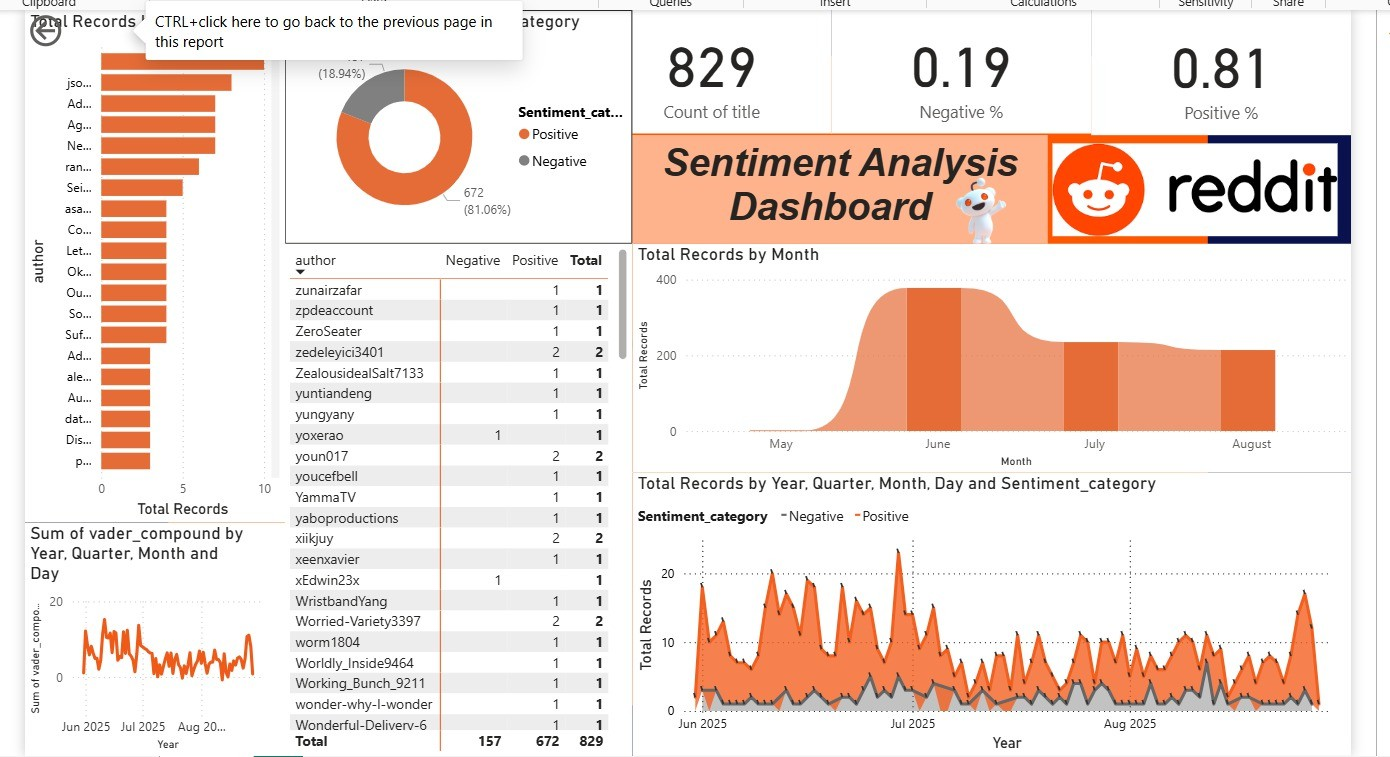 Clipboard
Queries
Insert
Calculations
Sensitivity
Share
Total Records
CTRL+click here to go back to the previous page in
this report
category
jso...
Ad...
Ag...
Ne...
ran...
Sei...
asa...
Co...
Let...
Ok...
Ou...
So...
Suf...
Ad...
ale...
Au...
dat...
Dis...
p...
author
0
5
10
Total Records
(18.94%)
672
(81.06%)
Sentiment_cat...
Positive
Negative
829
Count of title
0.19
Negative %
0.81
Positive %
Sentiment Analysis
Dashboard
reddit
author Negative Positive Total
zunairzafar 1 1
zpdeaccount 1 1
ZeroSeater 1 1
zedeleyici3401 2 2
ZealousidealSalt7133 1 1
yuntiandeng 1 1
yungyany 1 1
yoxerao 1 1
youn017 2 2
youcefbell 1 1
YammaTV 1 1
yaboproductions 1 1
xiikjuy 2 2
xeenxavier 1 1
xEdwin23x 1 1
WristbandYang 1 1
Worried-Variety3397 2 2
worm1804 1 1
Worldly_Inside9464 1 1
Working_Bunch_9211 1 1
wonder-why-I-wonder 1 1
Wonderful-Delivery-6 1 1
Total 157 672 829
Total Records by Month
400
200
0
Total Records
May
June
July
August
Month
Sum of vader_compound by
Year, Quarter, Month and
Day
20
0
Sum of vader_compo...
Jun 2025
Jul 2025
Aug 20...
Year
Total Records by Year, Quarter, Month, Day and Sentiment_category
Sentiment_category Negative Positive
20
10
0
Total Records
Jun 2025
Jul 2025
Aug 2025
Year